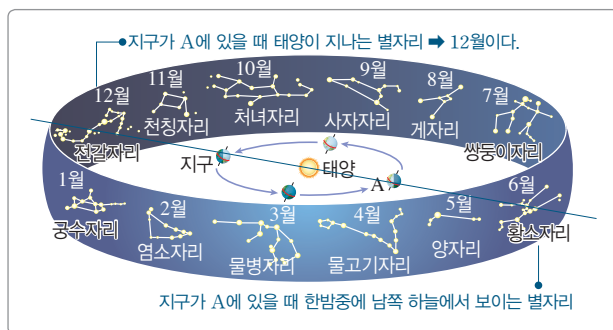 지구가 A에 있을 때 태양이 지나는 별자리 ➡ 12월이다.
12월
전갈자리
11월
천칭자리
10월
처녀자리
9월
사자자리
8월
게자리
7월
쌍둥이자리
지구
태양
A
1월
궁수자리
2월
염소자리
3월
물병자리
4월
물고기자리
5월
양자리
6월
황소자리
지구가 A에 있을 때 한밤중에 남쪽 하늘에서 보이는 별자리